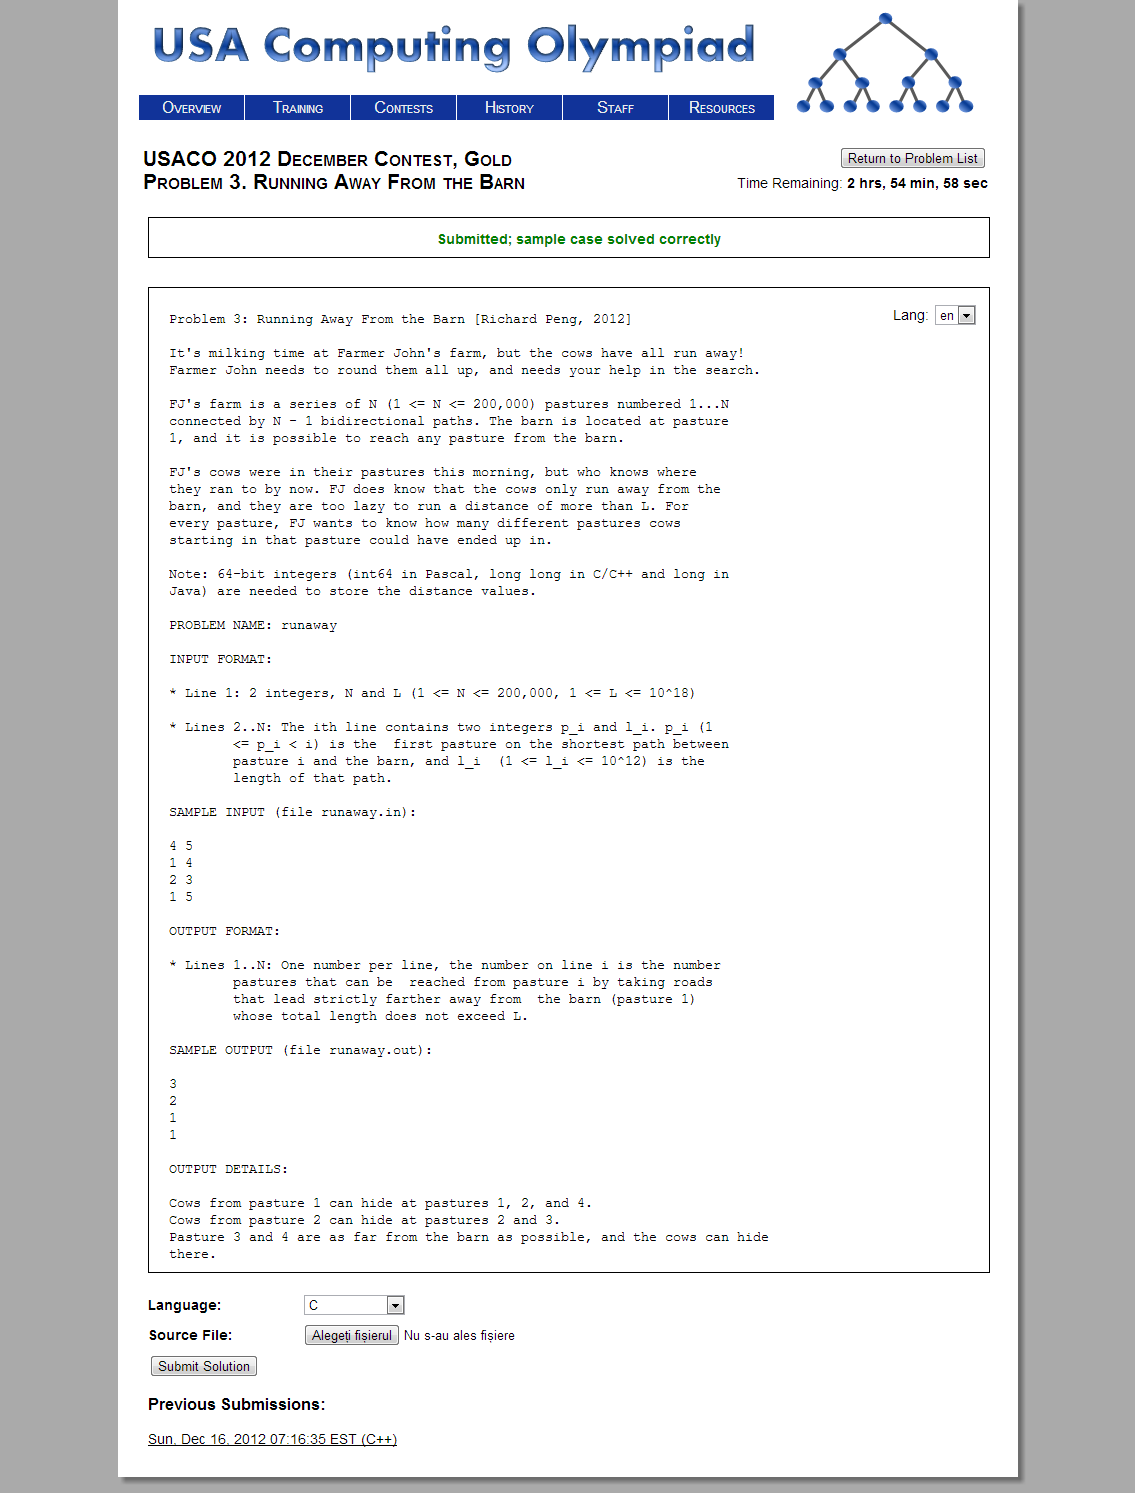 USA Computing Olympiad
Overview Training Contests History Staff Resources
USACO 2012 December Contest, Gold
Problem 3. Running Away From the Barn
Return to Problem List
Time Remaining: 2 hrs, 54 min, 58 sec
Submitted; sample case solved correctly
Lang: en
Problem 3: Running Away From the Barn [Richard Peng, 2012]
It's milking time at Farmer John's farm, but the cows have all run away!
Farmer John needs to round them all up, and needs your help in the search.
FJ's farm is a series of N (1 <= N <= 200,000) pastures numbered 1...N
connected by N - 1 bidirectional paths. The barn is located at pasture
1, and it is possible to reach any pasture from the barn.
FJ's cows were in their pastures this morning, but who knows where
they ran to by now. FJ does know that the cows only run away from the
barn, and they are too lazy to run a distance of more than L. For
every pasture, FJ wants to know how many different pastures cows
starting in that pasture could have ended up in.
Note: 64-bit integers (int64 in Pascal, long long in C/C++ and long in
Java) are needed to store the distance values.
PROBLEM NAME: runaway
INPUT FORMAT:
* Line 1: 2 integers, N and L (1 <= N <= 200,000, 1 <= L <= 10^18)
* Lines 2..N: The ith line contains two integers p_i and l_i. p_i (1
<= p_i < i) is the  first pasture on the shortest path between
pasture i and the barn, and l_i  (1 <= l_i <= 10^12) is the
length of that path.
SAMPLE INPUT (file runaway.in):
4 5
1 4
2 3
1 5
OUTPUT FORMAT:
* Lines 1..N: One number per line, the number on line i is the number
pastures that can be  reached from pasture i by taking roads
that lead strictly farther away from  the barn (pasture 1)
whose total length does not exceed L.
SAMPLE OUTPUT (file runaway.out):
3
2
1
1
OUTPUT DETAILS:
Cows from pasture 1 can hide at pastures 1, 2, and 4.
Cows from pasture 2 can hide at pastures 2 and 3.
Pasture 3 and 4 are as far from the barn as possible, and the cows can hide
there.
Language: C
Source File: Alegeți fișierul Nu s-au ales fișiere
Submit Solution
Previous Submissions:
Sun, Dec 16, 2012 07:16:35 EST (C++)